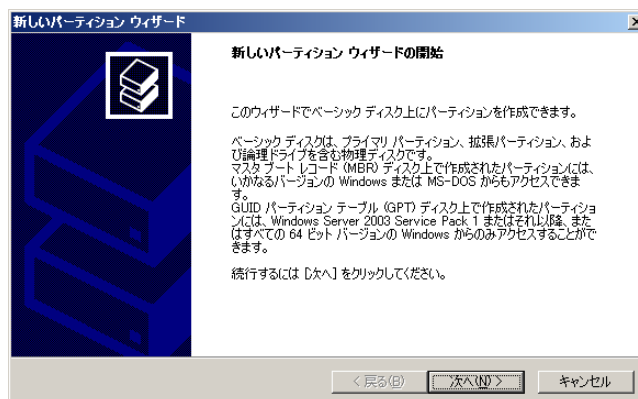 新しいパーティション ウィザード
新しいパーティション ウィザードの開始
このウィザードでベーシック ディスク上にパーティションを作成できます。
ベーシック ディスクは、プライマリ パーティション、拡張パーティション、およ
び論理ドライブを含む物理ディスクです。
マスタ ブート レコード (MBR) ディスク上で作成されたパーティションには、
いかなるバージョンの Windows または MS-DOS からもアクセスできま
す。
GUID パーティション テーブル (GPT) ディスク上で作成されたパーティショ
ンには、Windows Server 2003 Service Pack 1 またはそれ以降、また
はすべての 64 ビット バージョンの Windows からのみアクセスすることがで
きます。
続行するには [次へ] をクリックしてください。
< 戻る(B)
次へ(N) >
キャンセル